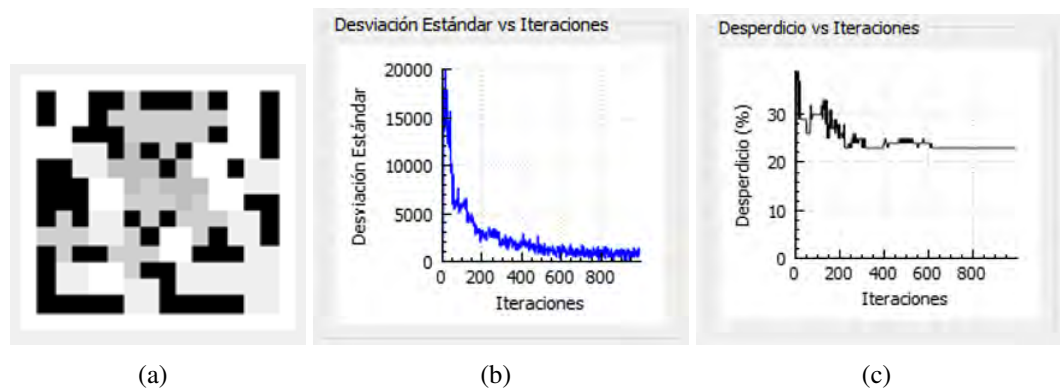 Desviación Estándar vs Iteraciones
20000
15000
10000
5000
0
Desviación Estándar
0 200 400 600 800
Iteraciones
Desperdicio vs Iteraciones
30
20
10
0
Desperdicio (%)
0 200 400 600 800
Iteraciones
(a) (b) (c)